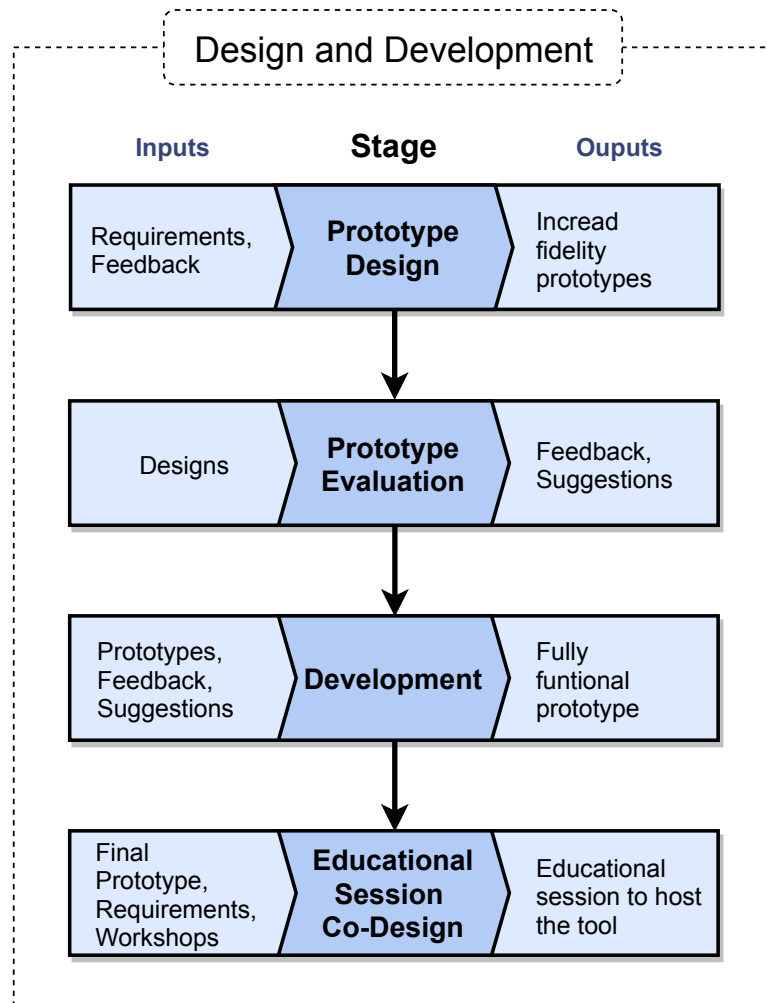 Design and Development
Inputs
Stage
Ouputs
Requirements,
Feedback
Prototype
Design
Incread
fidelity
prototypes
Designs
Prototype
Evaluation
Feedback,
Suggestions
Prototypes,
Feedback,
Suggestions
Development
Fully
funtional
prototype
Final
Prototype,
Requirements,
Workshops
Educational
Session
Co-Design
Educational
session to host
the tool